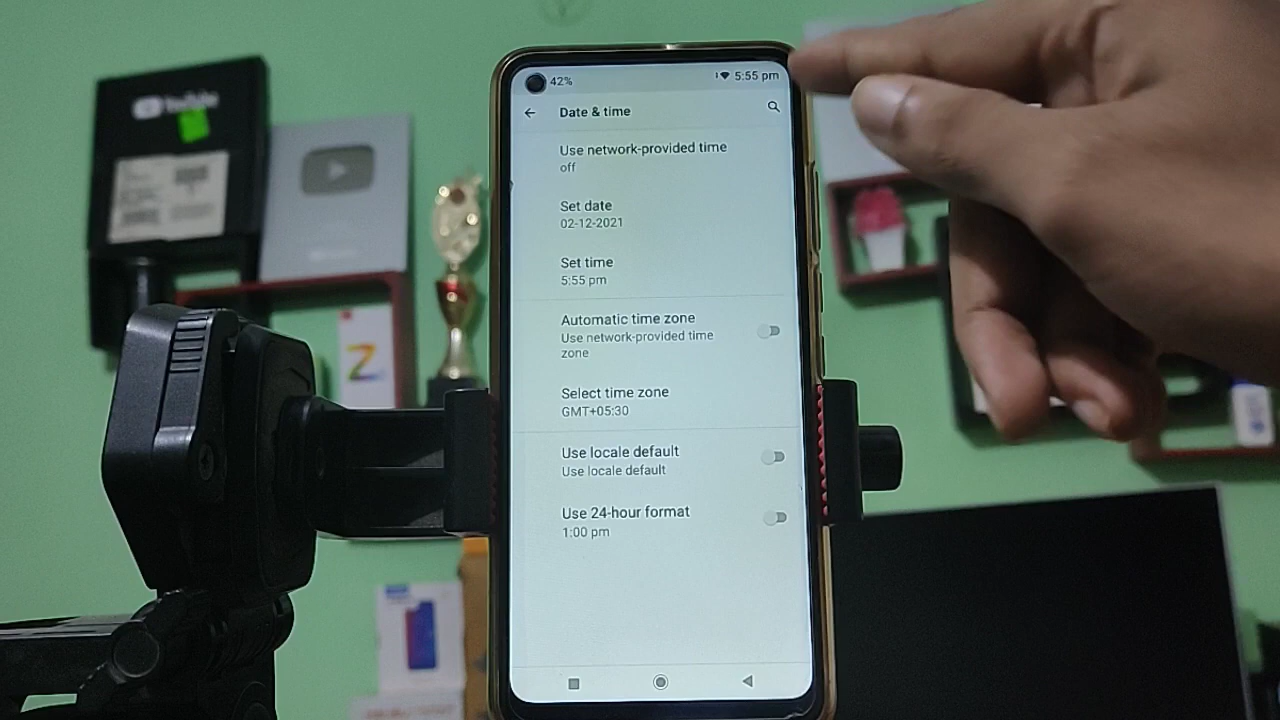 YouTube
42%
5:55 pm
Date & time
Use network-provided time
off
Set date
02-12-2021
Set time
5:55 pm
Automatic time zone
Use network-provided time
zone
Select time zone
GMT+05:30
Use locale default
Use locale default
Use 24-hour format
1:00 pm
Z